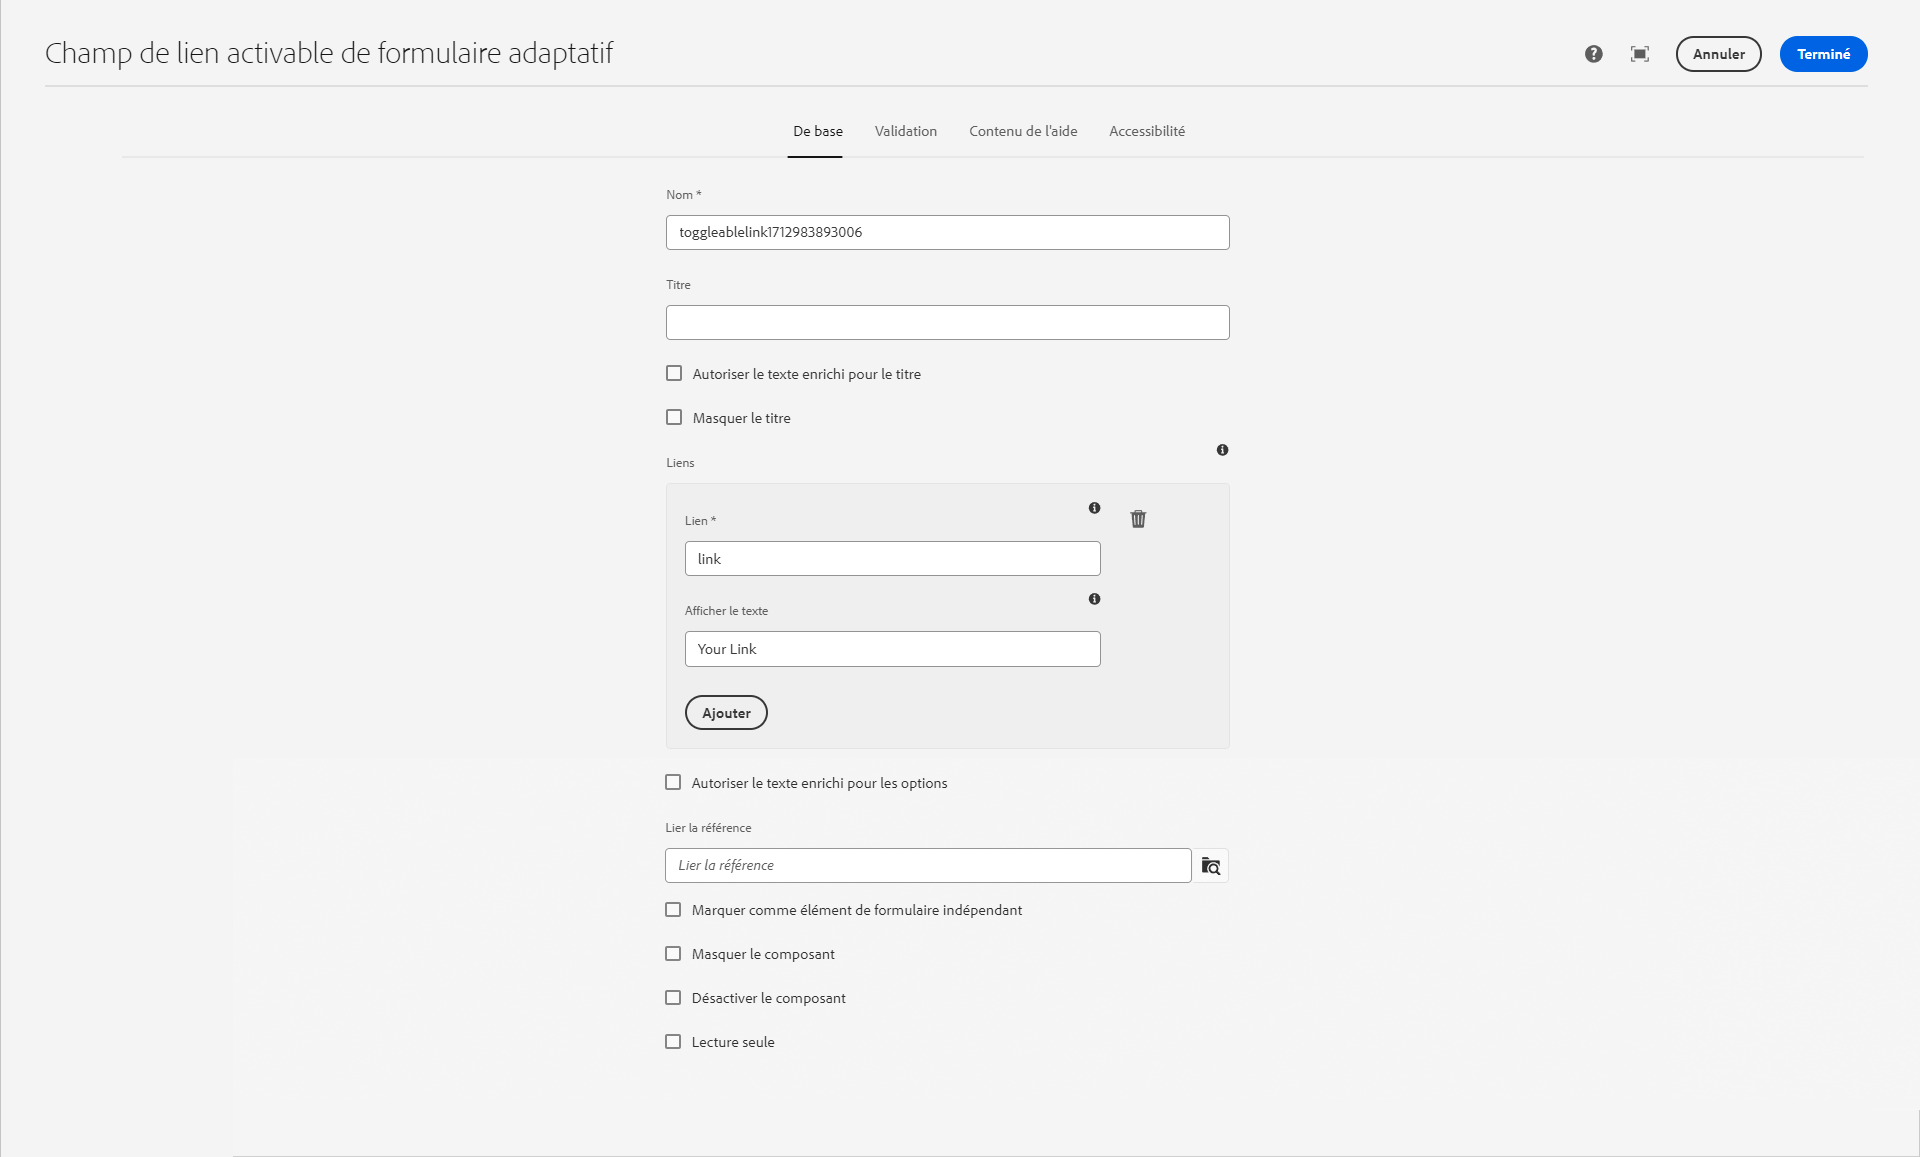 Champ de lien activable de formulaire adaptatif
Annuler
Terminé
De base
Validation
Contenu de l'aide
Accessibilité
Nom *
toggleablelink1712983893006
Titre
Autoriser le texte enrichi pour le titre
Masquer le titre
Liens
Lien *
link
Afficher le texte
Your Link
Ajouter
Autoriser le texte enrichi pour les options
Lier la référence
Lier la référence
Marquer comme élément de formulaire indépendant
Masquer le composant
Désactiver le composant
Lecture seule